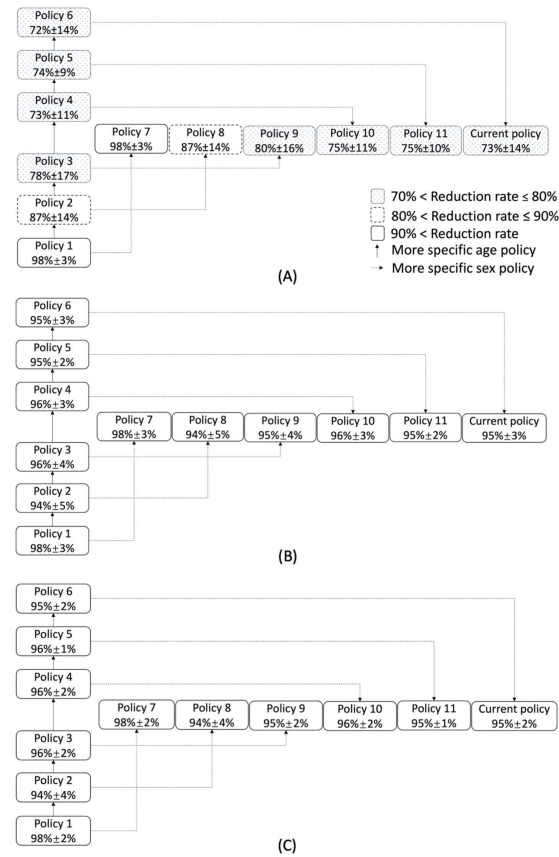 Policy 6
72%±14%
Policy 5
74%±9%
Policy 4
73%±11%
Policy 7
98%±3%
Policy 8
87%±14%
Policy 9
80%±16%
Policy 10
75%±11%
Policy 11
75%±10%
Current policy
73%±14%
Policy 3
78%±17%
Policy 2
87%±14%
Policy 1
98%±3%
70% < Reduction rate ≤ 80%
80% < Reduction rate ≤ 90%
90% < Reduction rate
More specific age policy
More specific sex policy
(A)
Policy 6
95%±3%
Policy 5
95%±2%
Policy 4
96%±3%
Policy 7
98%±3%
Policy 8
94%±5%
Policy 9
95%±4%
Policy 10
96%±3%
Policy 11
95%±2%
Current policy
95%±3%
Policy 3
96%±4%
Policy 2
94%±5%
Policy 1
98%±3%
(B)
Policy 6
95%±2%
Policy 5
96%±1%
Policy 4
96%±2%
Policy 7
98%±2%
Policy 8
94%±4%
Policy 9
95%±2%
Policy 10
96%±2%
Policy 11
95%±1%
Current policy
95%±2%
Policy 3
96%±2%
Policy 2
94%±4%
Policy 1
98%±2%
(C)